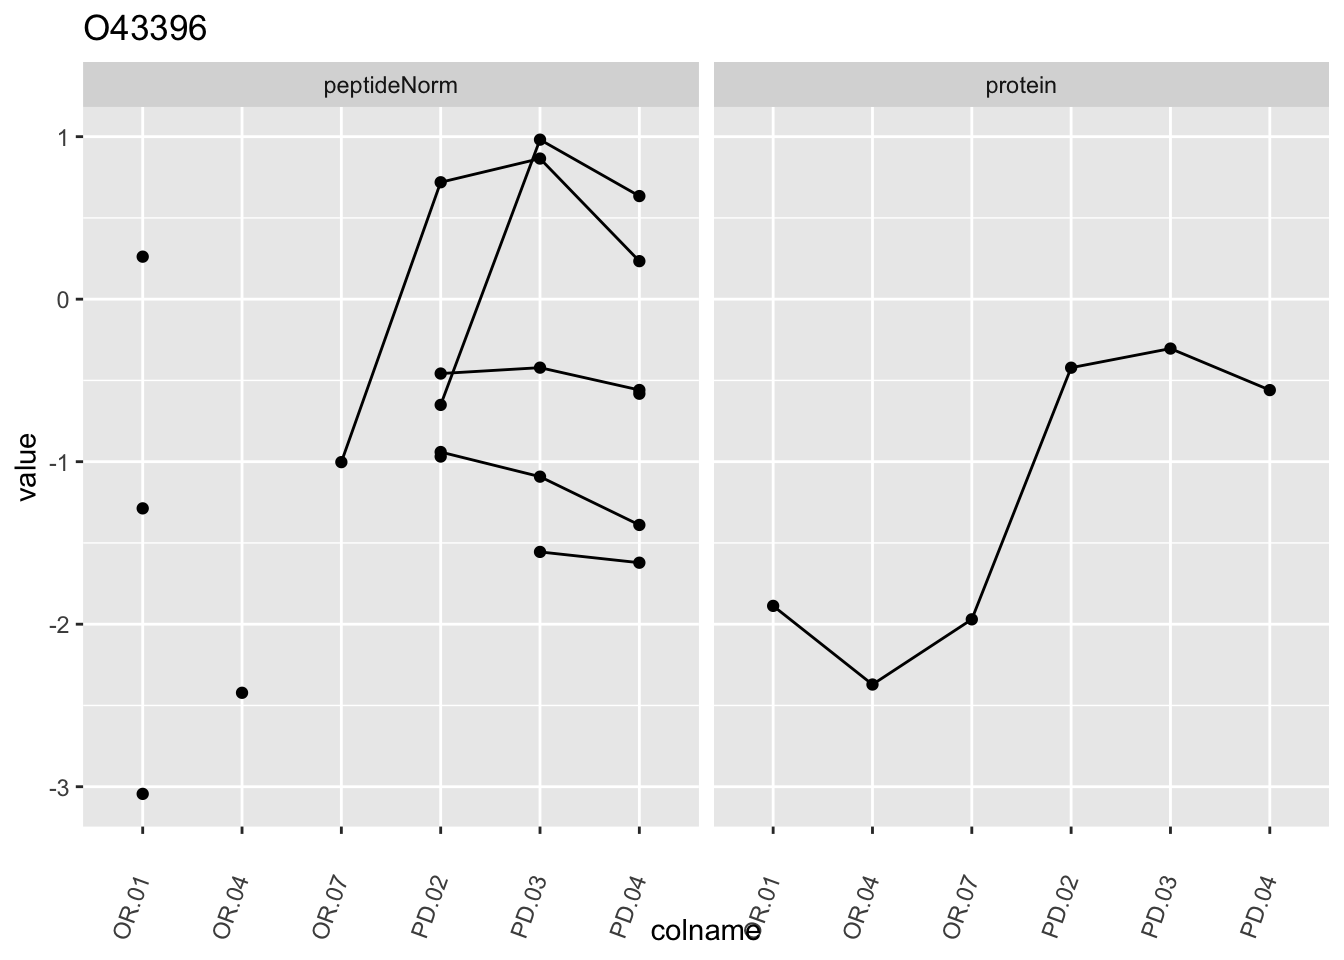 O43396
peptideNorm
protein
value
1
0
-1
-2
-3
OR.01
OR.04
OR.07
PD.02
PD.03
PD.04
OR.01
OR.04
OR.07
PD.02
PD.03
PD.04
colname